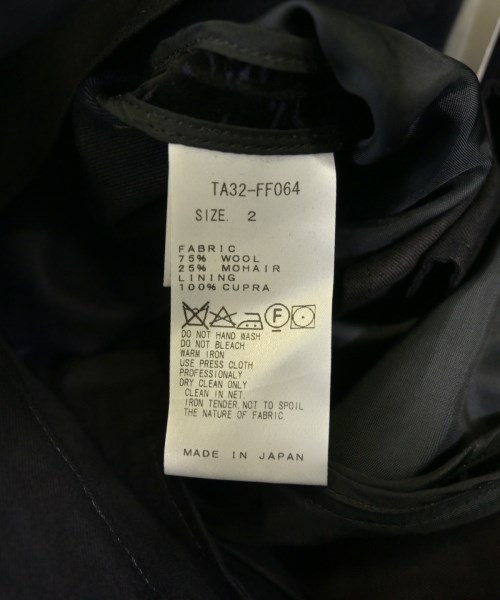 TA32-FF064
SIZE. 2
FABRIC
75% WOOL
25% MOHAIR
LINING
100% CUPRA
F
DO NOT HAND WASH
DO NOT BLEACH
WARM IRON
USE PRESS CLOTH
PROFESSIONALY
DRY CLEAN ONLY
CLEAN IN NET.
IRON TENDER,NOT TO SPOIL
THE NATURE OF FABRIC
MADE IN JAPAN